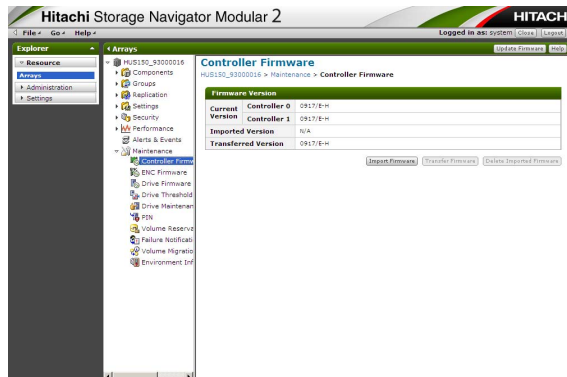 Hitachi Storage Navigator Modular 2
HITACH
File Go Help
Logged in as: system Close Logout
Explorer
Arrays
Update Firmware Help
Resource
Arrays
Administration
Settings
HUS150_93000016
Components
Groups
Replication
Settings
Security
Performance
Alerts & Events
Maintenance
Controller Firmw
ENC Firmware
Drive Firmware
Drive Threshold
Drive Maintenan
PIN
Volume Reserva
Failure Notificati
Volume Migratio
Environment Inf
Controller Firmware
HUS150_93000016 > Maintenance > Controller Firmware
Firmware Version
Current Version
Controller 0 0917/E-H
Controller 1 0917/E-H
Imported Version N/A
Transferred Version 0917/E-H
Import Firmware Transfer Firmware Delete Imported Firmware